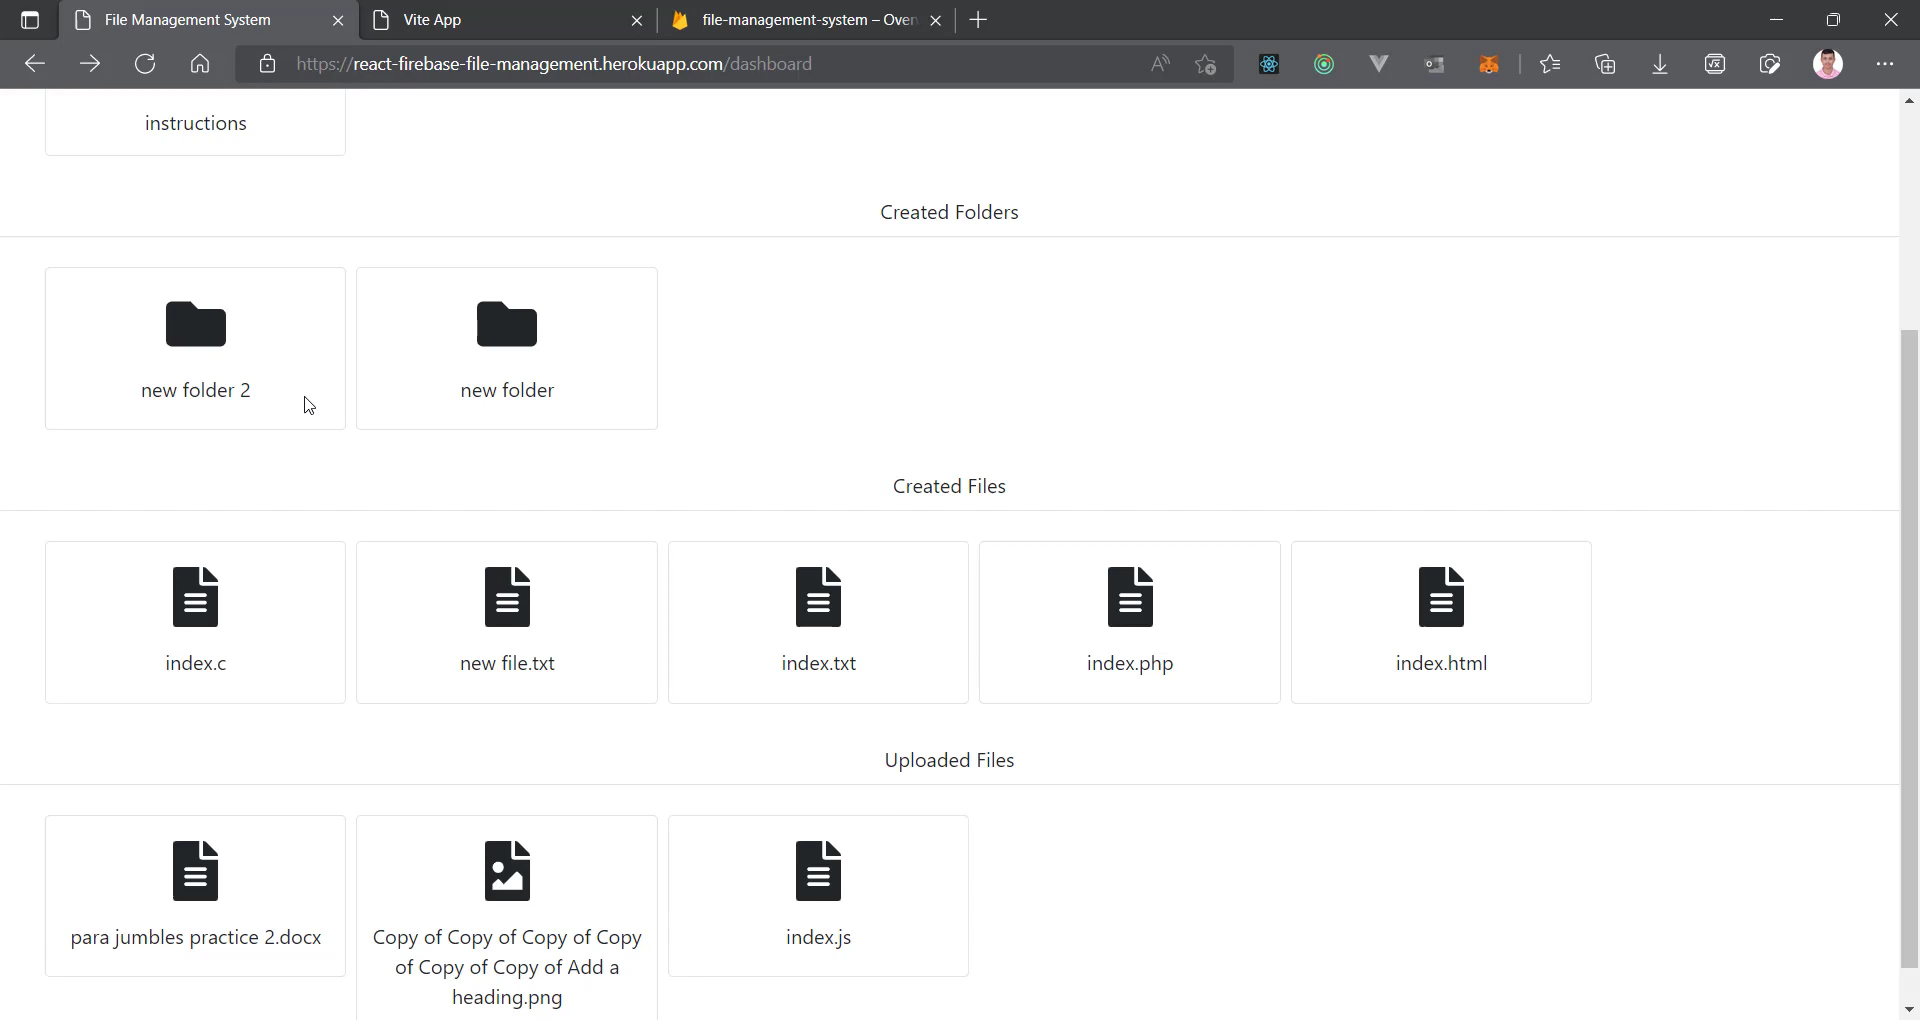 File Management System
Vite App
file-management-system – Over
https://react-firebase-file-management.herokuapp.com/dashboard
instructions
Created Folders
new folder 2
new folder
Created Files
index.c
new file.txt
index.txt
index.php
index.html
Uploaded Files
para jumbles practice 2.docx
Copy of Copy of Copy of Copy
of Copy of Copy of Add a
heading.png
index.js